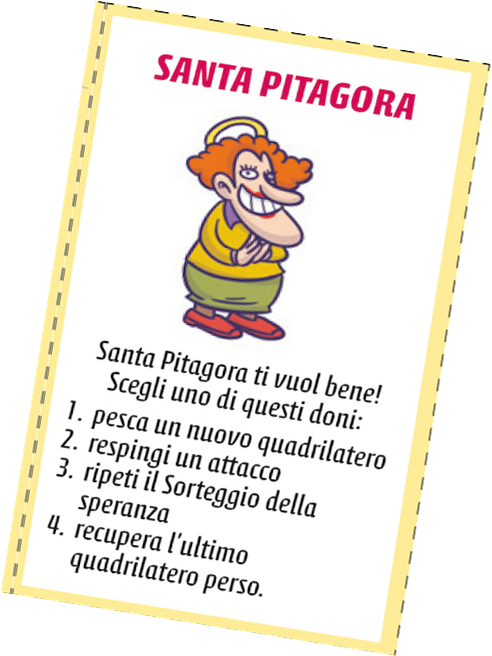 SANTA PITAGORA
Santa Pitagora ti vuol bene!
Scegli uno di questi doni:
1. pesca un nuovo quadrilatero
2. respingi un attacco
3. ripeti il Sorteggio della
speranza
4. recupera l'ultimo
quadrilatero perso.